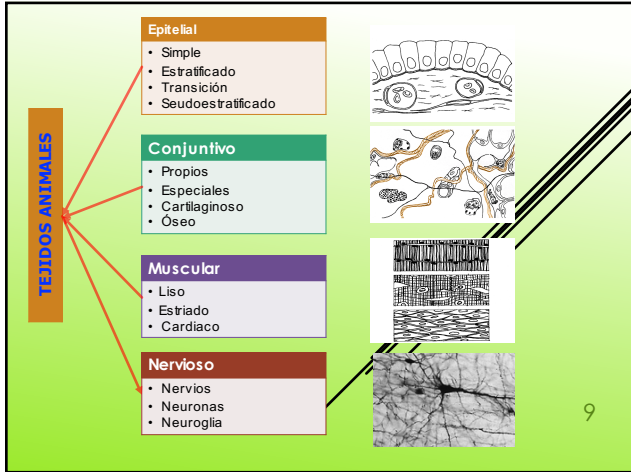 TEJIDOS ANIMALES
Epitelial
• Simple
• Estratificado
• Transición
• Seudoestratificado
Conjuntivo
• Propios
• Especiales
• Cartilaginoso
• Óseo
Muscular
• Liso
• Estriado
• Cardiaco
Nervioso
• Nervios
• Neuronas
• Neuroglia
9